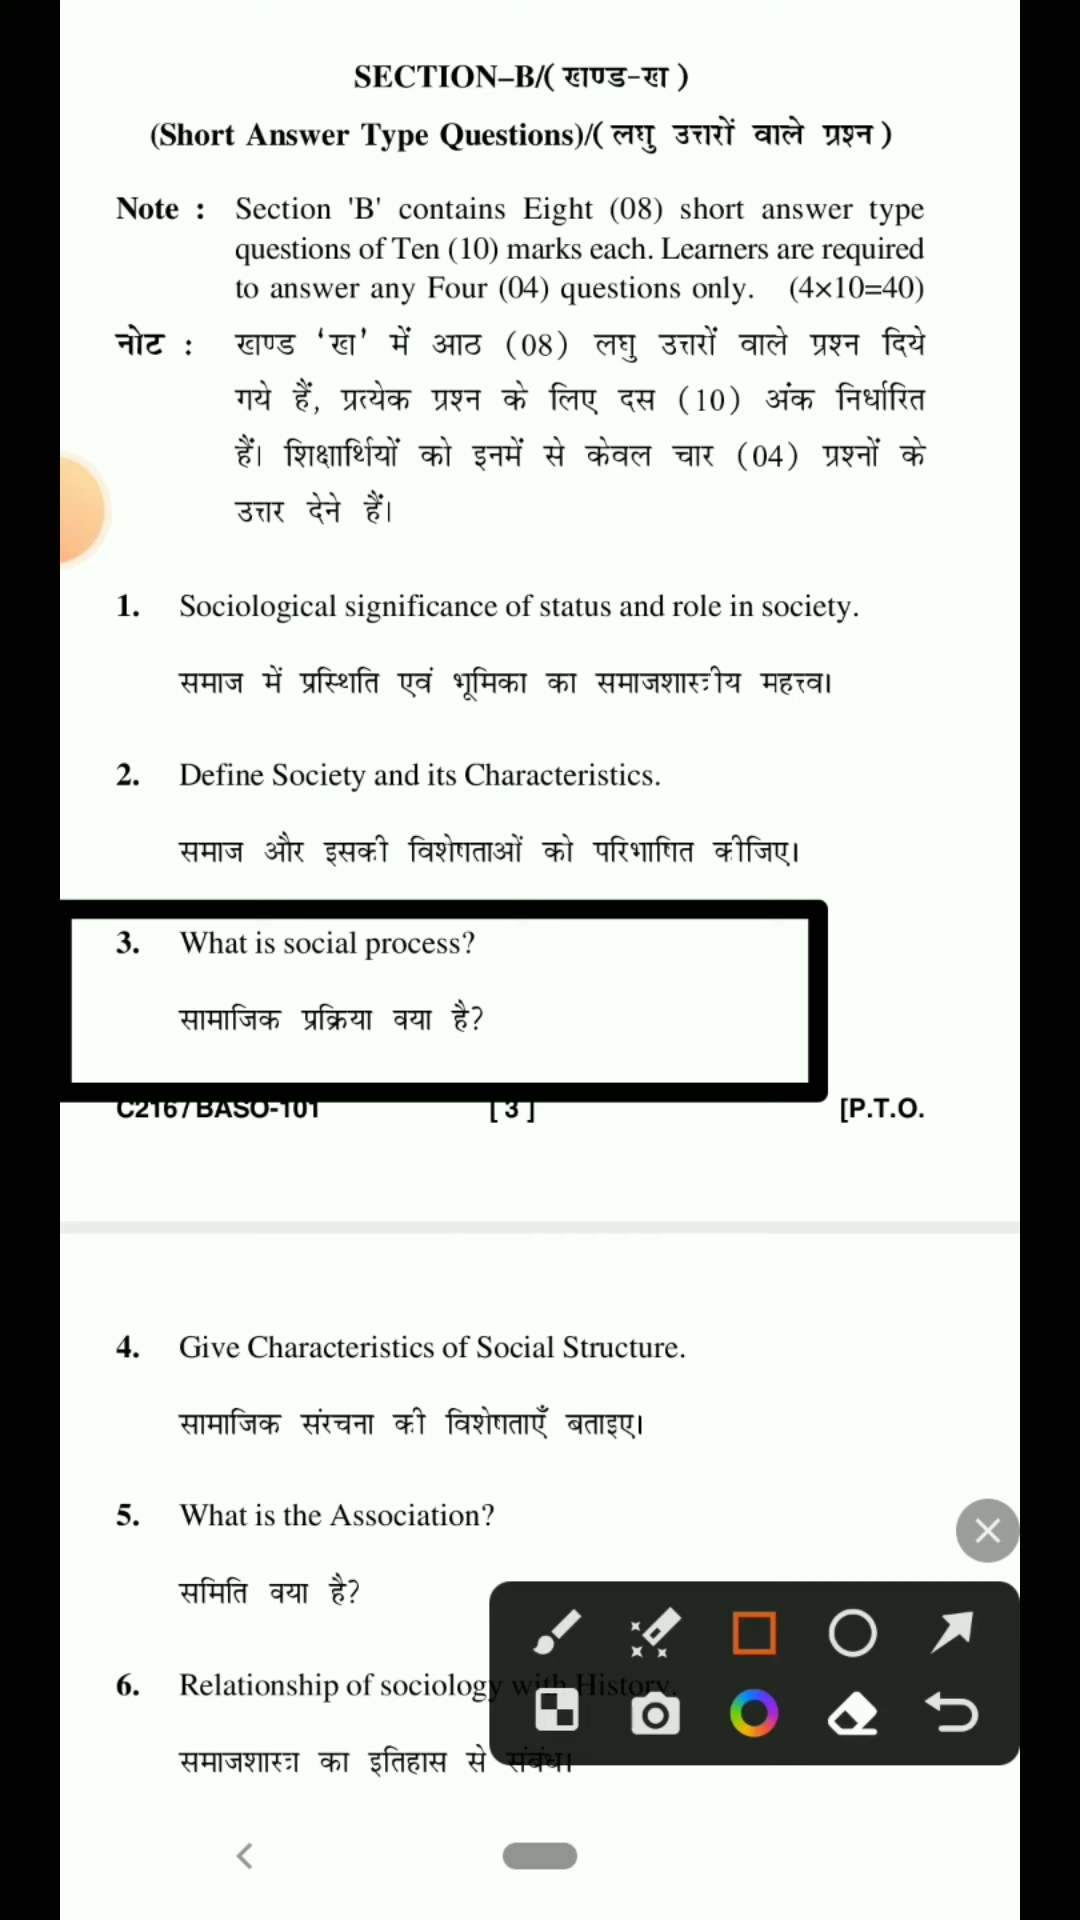 SECTION–B/( खण्ड-ख )
(Short Answer Type Questions)/( लघु उत्तरों वाले प्रश्न )
Note : Section 'B' contains Eight (08) short answer type
questions of Ten (10) marks each. Learners are required
to answer any Four (04) questions only. (4×10=40)
नोट : खण्ड ‘ख’ में आठ (08) लघु उत्तरों वाले प्रश्न दिये
गये हैं, प्रत्येक प्रश्न के लिए दस (10) अंक निर्धारित
हैं। शिक्षार्थियों को इनमें से केवल चार (04) प्रश्नों के
उत्तर देने हैं।
1. Sociological significance of status and role in society.
समाज में प्रस्थिति एवं भूमिका का समाजशास्त्रीय महत्त्व।
2. Define Society and its Characteristics.
समाज और इसकी विशेषताओं को परिभाषित कीजिए।
3. What is social process?
सामाजिक प्रक्रिया क्या है?
C216 / BASO-101 [ 3 ] [P.T.O.
4. Give Characteristics of Social Structure.
सामाजिक संरचना की विशेषताएँ बताइए।
5. What is the Association?
समिति क्या है?
6. Relationship of sociology with History.
समाजशास्त्र का इतिहास से संबंध।